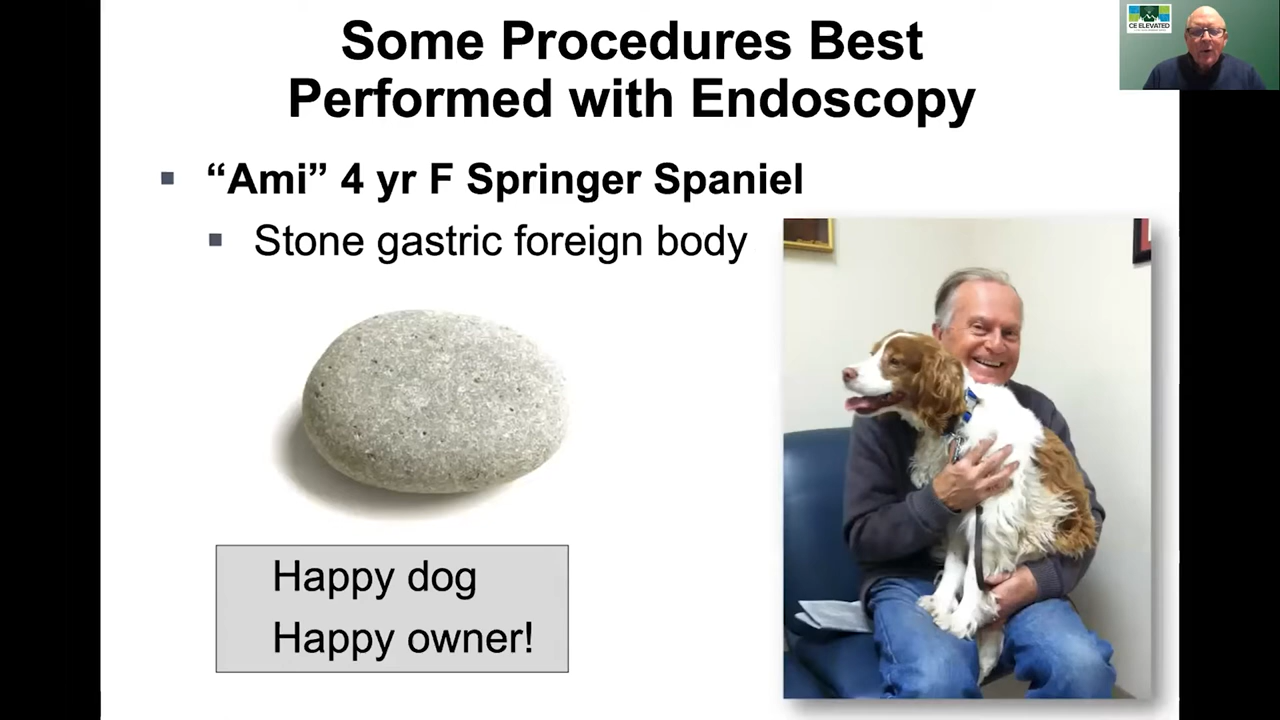 Some Procedures Best
Performed with Endoscopy
“Ami” 4 yr F Springer Spaniel
Stone gastric foreign body
Happy dog
Happy owner!
CE ELEVATED